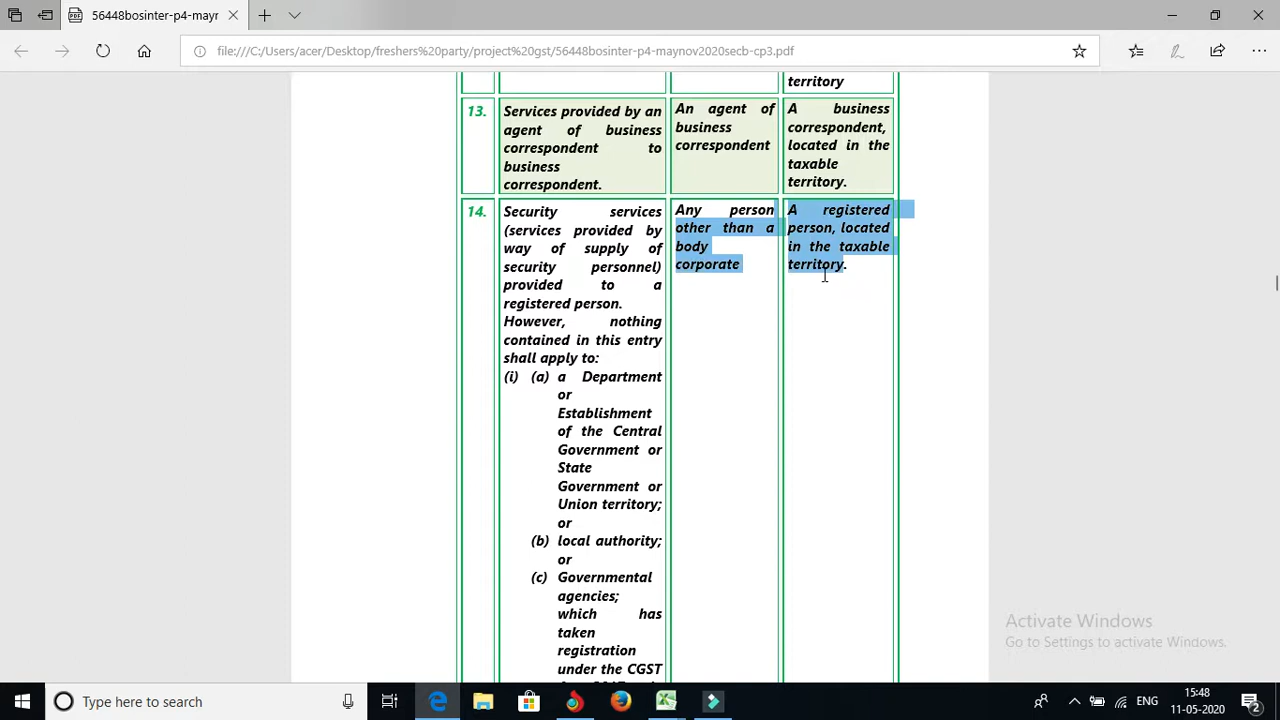 56448bosinter-p4-mayn
file:///C:/Users/acer/Desktop/freshers%20party/project%20gst/56448bosinter-p4-maynov2020secb-cp3.pdf
territory
13.
Services provided by an
agent of business
correspondent to
business
correspondent.
An agent of
business
correspondent
A business
correspondent,
located in the
taxable
territory.
14.
Security services
(services provided by
way of supply of
security personnel)
provided to a
registered person.
However, nothing
contained in this entry
shall apply to:
(i) (a) a Department
or
Establishment
of the Central
Government or
State
Government or
Union territory;
or
(b) local authority;
or
(c) Governmental
agencies;
which has
taken
registration
under the CGST
Any person
other than a
body
corporate
A registered
person, located
in the taxable
territory.
Activate Windows
Go to Settings to activate Windows.
Type here to search
ENG
15:48
11-05-2020
2